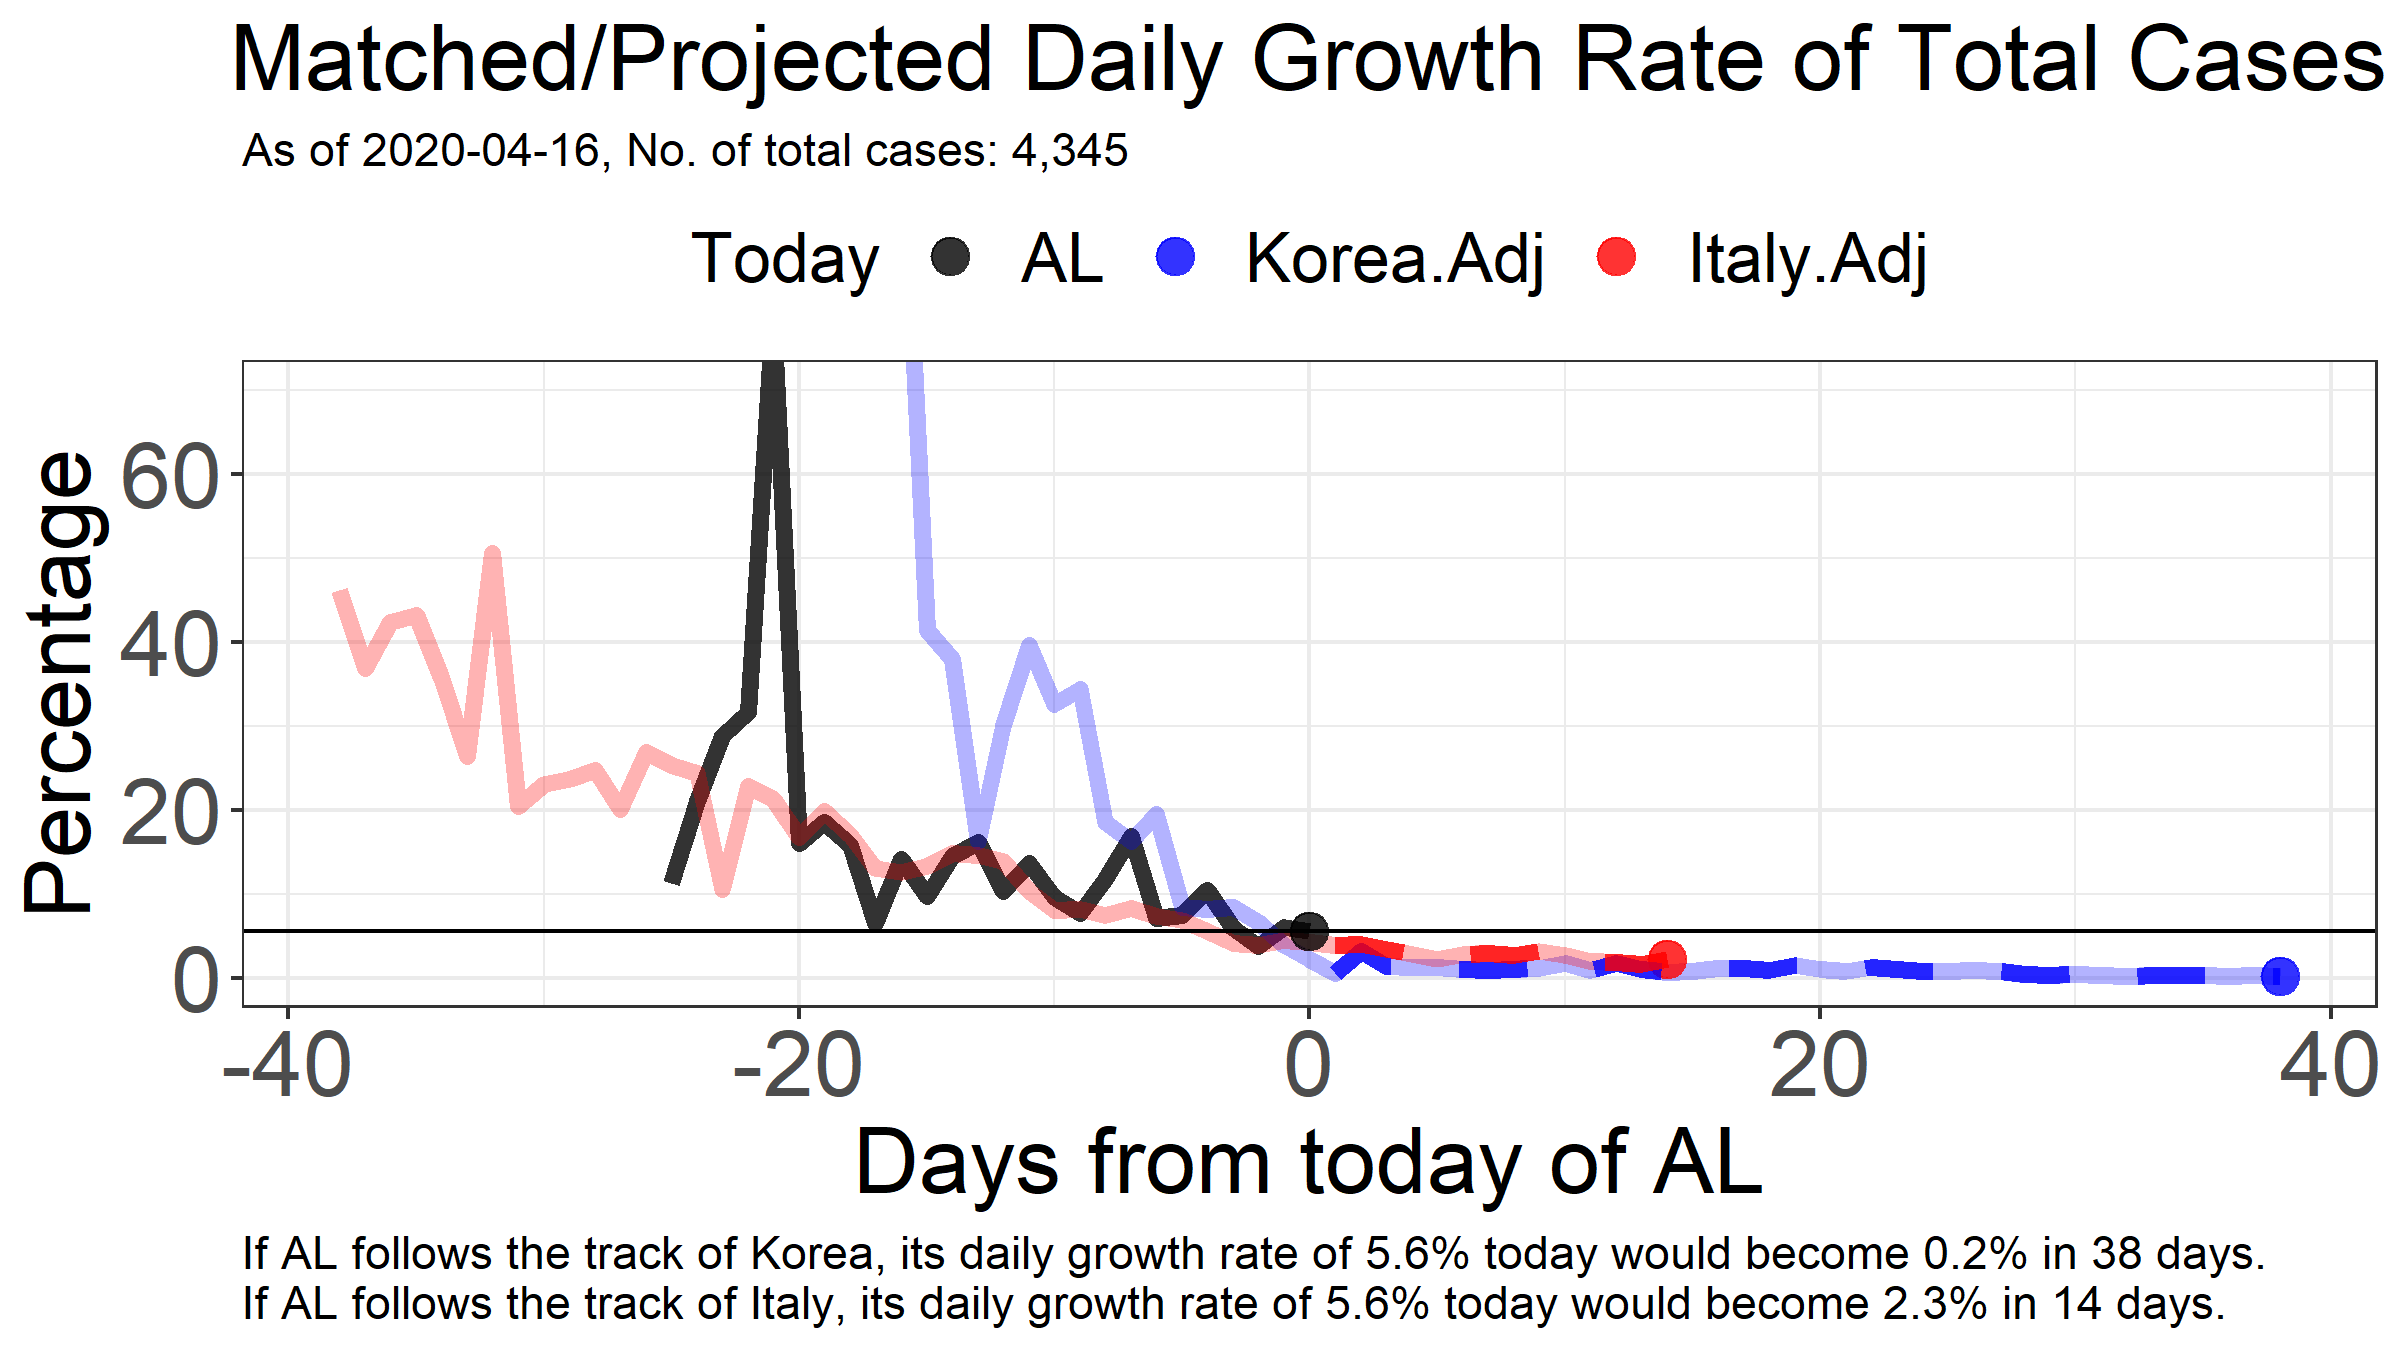 Matched/Projected Daily Growth Rate of Total Cases
As of 2020-04-16, No. of total cases: 4,345
Today AL Korea.Adj Italy.Adj
Percentage
60
40
20
0
-40 -20 0 20 40
Days from today of AL
If AL follows the track of Korea, its daily growth rate of 5.6% today would become 0.2% in 38 days.
If AL follows the track of Italy, its daily growth rate of 5.6% today would become 2.3% in 14 days.